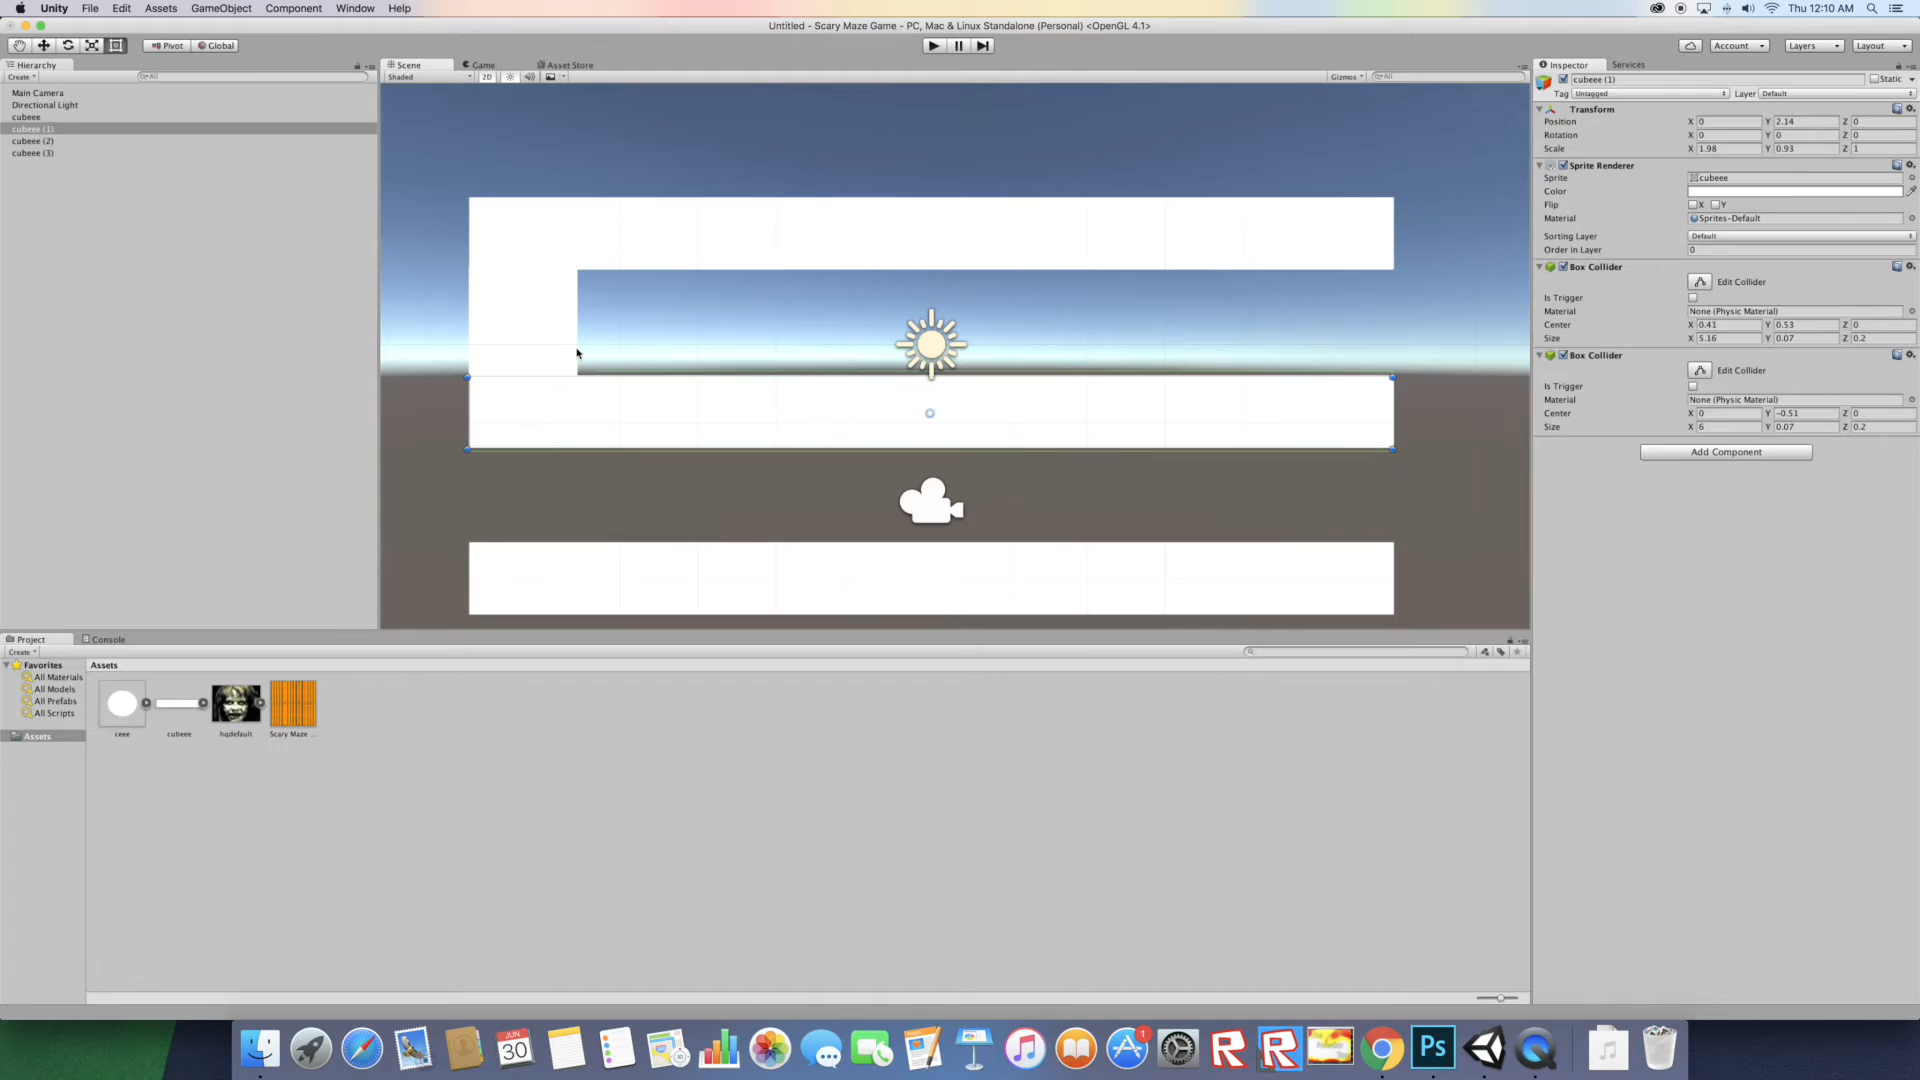 Unity File Edit Assets GameObject Component Window Help Thu 12:10 AM
Untitled - Scary Maze Game - PC, Mac & Linux Standalone (Personal) <OpenGL 4.1>
Pivot Global Account Layers Layout
Hierarchy
Create All
Main Camera
Directional Light
cubeee
cubeee (1)
cubeee (2)
cubeee (3)
Scene Game Asset Store
Shaded 2D Gizmos All
Inspector Services
cubeee (1) Static
Tag Untagged Layer Default
Transform
Position X 0 Y 2.14 Z 0
Rotation X 0 Y 0 Z 0
Scale X 1.98 Y 0.93 Z 1
Sprite Renderer
Sprite cubeee
Color
Flip X Y
Material Sprites-Default
Sorting Layer Default
Order in Layer 0
Box Collider
Edit Collider
Is Trigger
Material None (Physic Material)
Center X 0.41 Y 0.53 Z 0
Size X 5.16 Y 0.07 Z 0.2
Box Collider
Edit Collider
Is Trigger
Material None (Physic Material)
Center X 0 Y -0.51 Z 0
Size X 6 Y 0.07 Z 0.2
Add Component
Project Console
Create
Favorites
All Materials
All Models
All Prefabs
All Scripts
Assets
Assets
ceee cubeee hqdefault Scary Maze ...
JUN
30
1
Ps